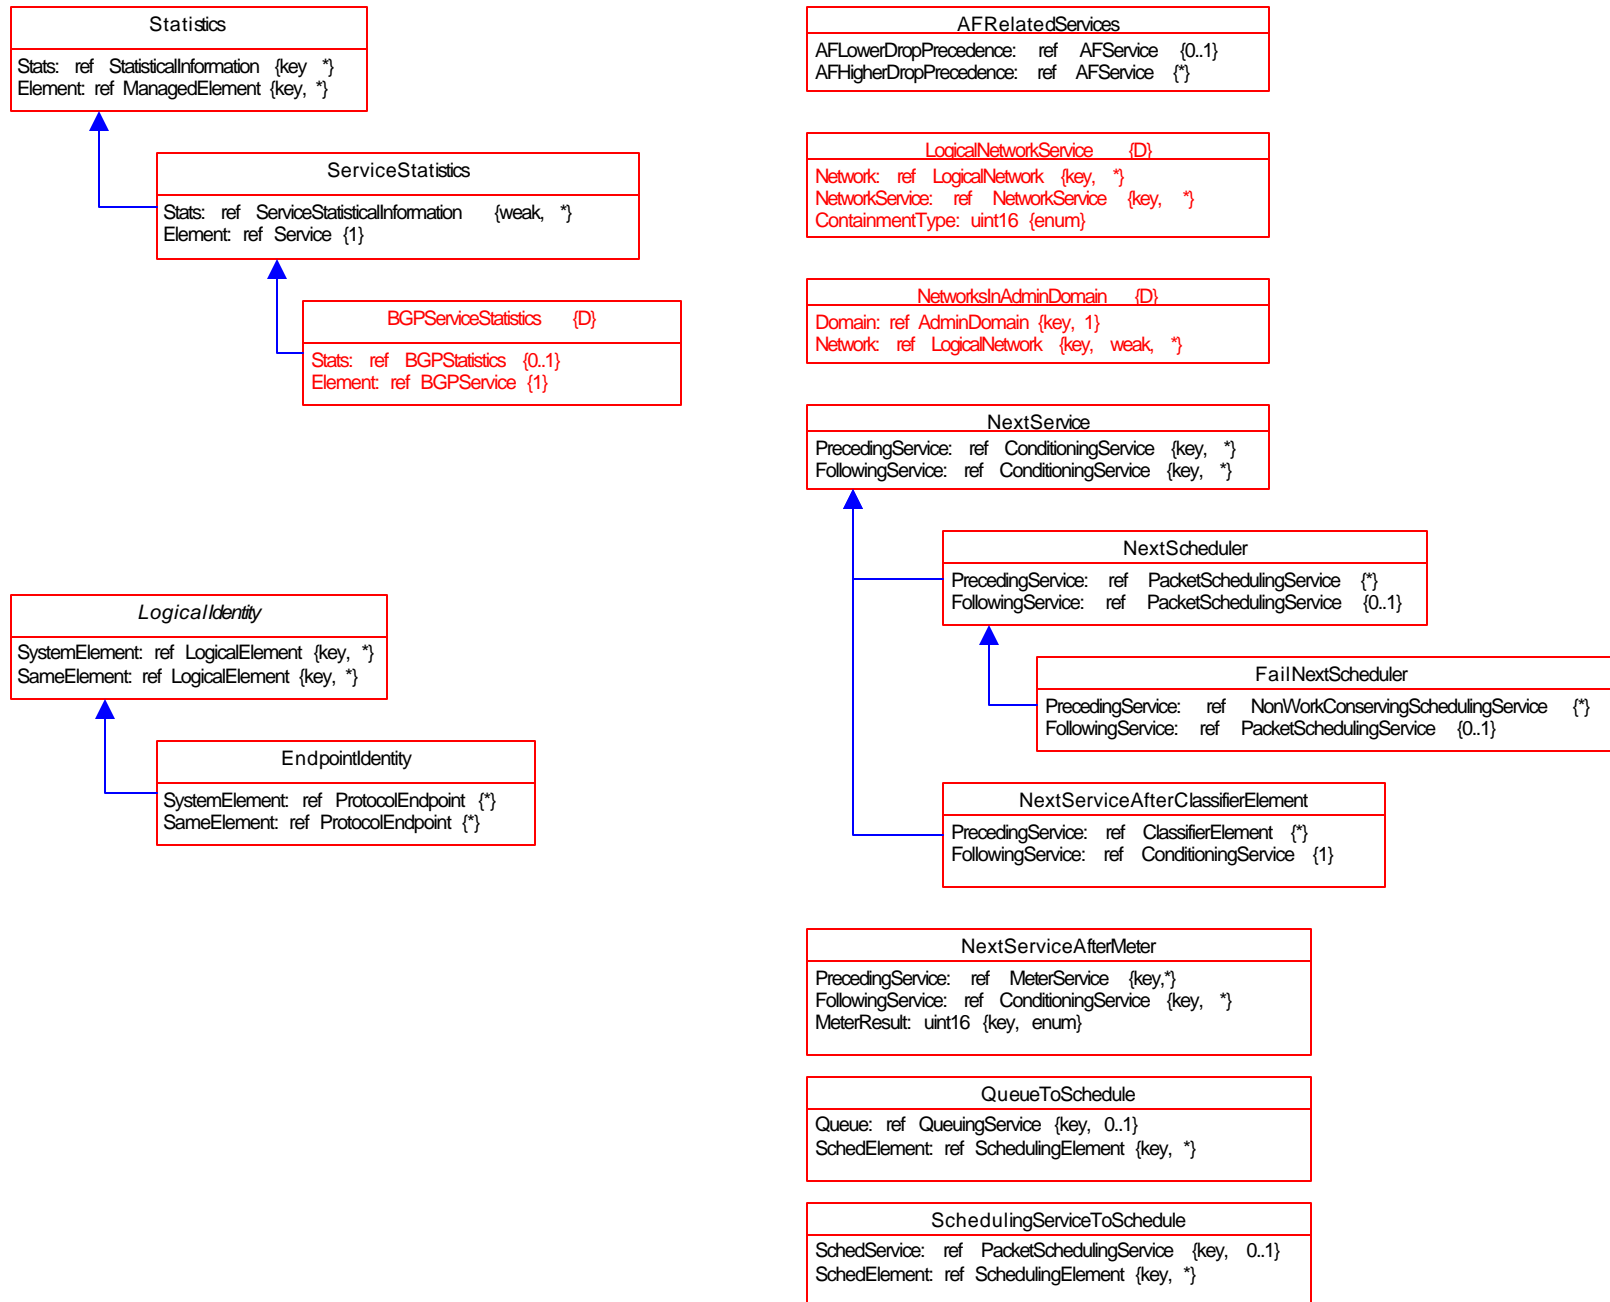 Statistics
Stats: ref StatisticalInformation {key *}
Element: ref ManagedElement {key, *}
ServiceStatistics
Stats: ref ServiceStatisticalInformation {weak, *}
Element: ref Service {1}
BGPServiceStatistics {D}
Stats: ref BGPStatistics {0..1}
Element: ref BGPService {1}
LogicalIdentity
SystemElement: ref LogicalElement {key, *}
SameElement: ref LogicalElement {key, *}
EndpointIdentity
SystemElement: ref ProtocolEndpoint {*}
SameElement: ref ProtocolEndpoint {*}
AFRelatedServices
AFLowerDropPrecedence: ref AFService {0..1}
AFHigherDropPrecedence: ref AFService {*}
LogicalNetworkService {D}
Network: ref LogicalNetwork {key, *}
NetworkService: ref NetworkService {key, *}
ContainmentType: uint16 {enum}
NetworksInAdminDomain {D}
Domain: ref AdminDomain {key, 1}
Network: ref LogicalNetwork {key, weak, *}
NextService
PrecedingService: ref ConditioningService {key, *}
FollowingService: ref ConditioningService {key, *}
NextScheduler
PrecedingService: ref PacketSchedulingService {*}
FollowingService: ref PacketSchedulingService {0..1}
FailNextScheduler
PrecedingService: ref NonWorkConservingSchedulingService {*}
FollowingService: ref PacketSchedulingService {0..1}
NextServiceAfterClassifierElement
PrecedingService: ref ClassifierElement {*}
FollowingService: ref ConditioningService {1}
NextServiceAfterMeter
PrecedingService: ref MeterService {key,*}
FollowingService: ref ConditioningService {key, *}
MeterResult: uint16 {key, enum}
QueueToSchedule
Queue: ref QueuingService {key, 0..1}
SchedElement: ref SchedulingElement {key, *}
SchedulingServiceToSchedule
SchedService: ref PacketSchedulingService {key, 0..1}
SchedElement: ref SchedulingElement {key, *}